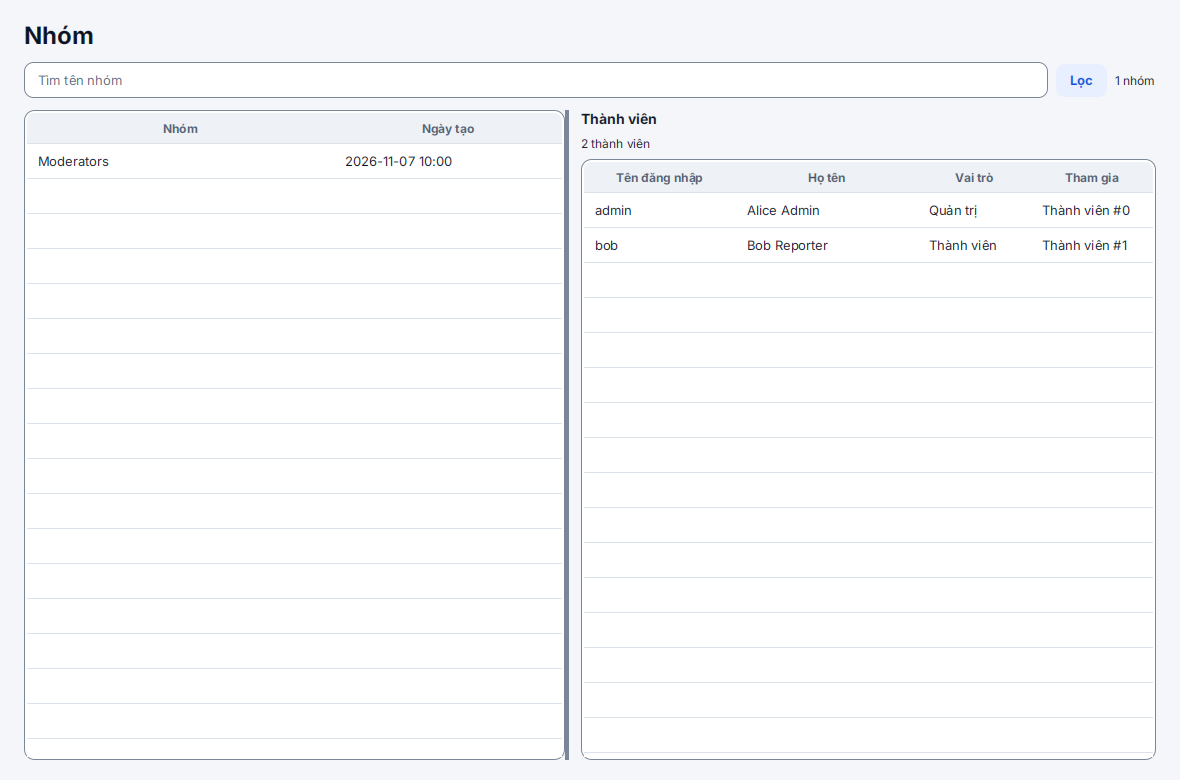 Nhóm
Tìm tên nhóm
Lọc
1 nhóm
Nhóm Ngày tạo
Moderators 2026-11-07 10:00
Thành viên
2 thành viên
Tên đăng nhập Họ tên Vai trò Tham gia
admin Alice Admin Quản trị Thành viên #0
bob Bob Reporter Thành viên Thành viên #1